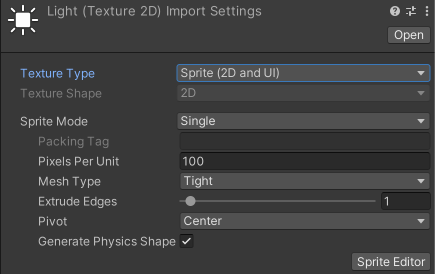 Light (Texture 2D) Import Settings
Open
Texture Type Sprite (2D and UI)
Texture Shape 2D
Sprite Mode Single
Packing Tag
Pixels Per Unit 100
Mesh Type Tight
Extrude Edges 1
Pivot Center
Generate Physics Shape
Sprite Editor